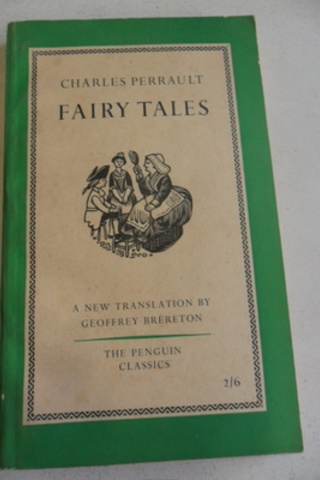 CHARLES PERRAULT
FAIRY TALES
A NEW TRANSLATION BY
GEOFFREY BRERETON
THE PENGUIN
CLASSICS
2/6